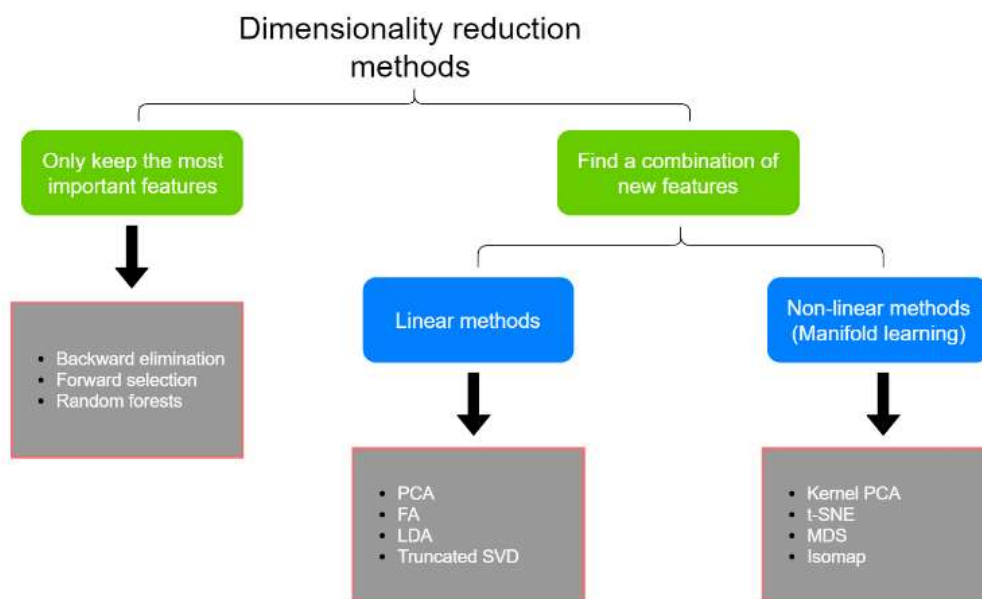 Dimensionality reduction
methods
Only keep the most
important features
Find a combination of
new features
Linear methods
Non-linear methods
(Manifold learning)
• Backward elimination
• Forward selection
• Random forests
• PCA
• FA
• LDA
• Truncated SVD
• Kernel PCA
• t-SNE
• MDS
• Isomap